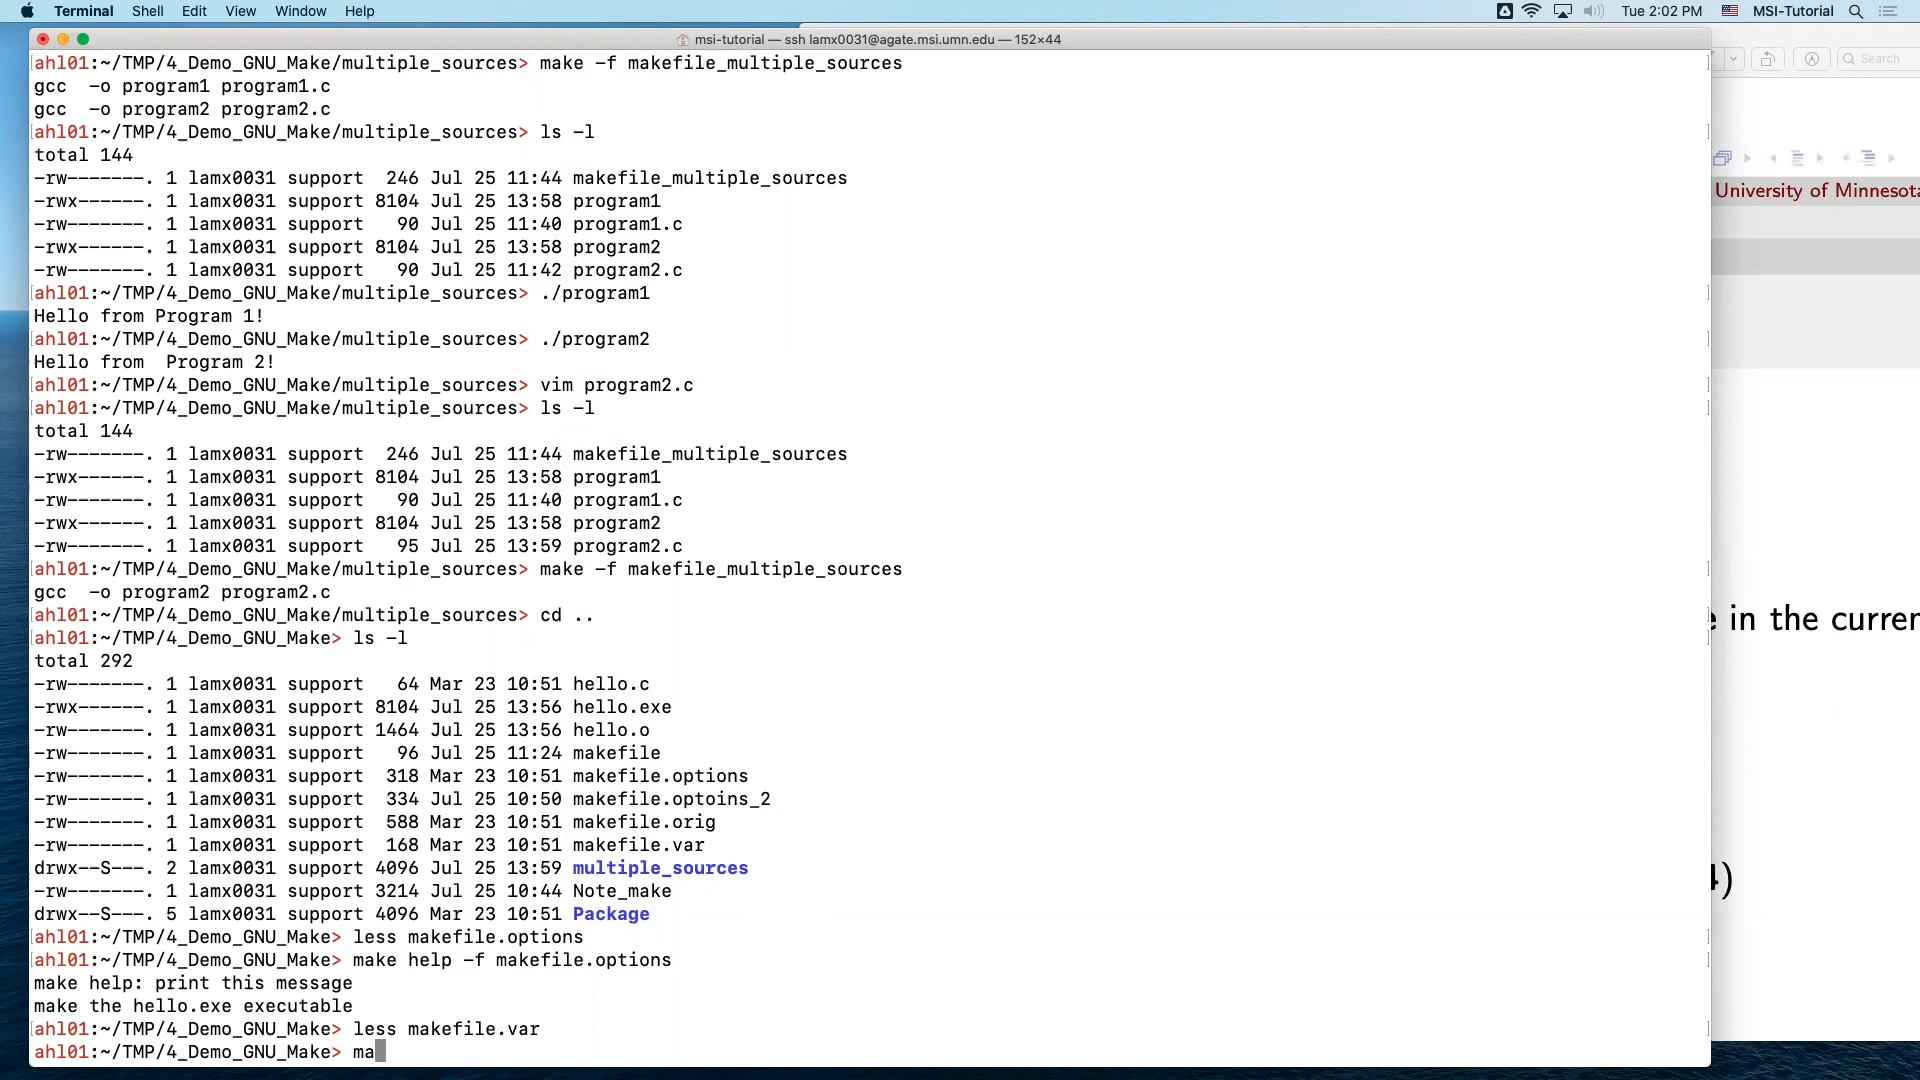 Terminal Shell Edit View Window Help Tue 2:02 PM MSI-Tutorial
msi-tutorial — ssh lamx0031@agate.msi.umn.edu — 152×44
Search
ahl01:~/TMP/4_Demo_GNU_Make/multiple_sources> make -f makefile_multiple_sources
gcc  -o program1 program1.c
gcc  -o program2 program2.c
ahl01:~/TMP/4_Demo_GNU_Make/multiple_sources> ls -l
total 144
-rw-------. 1 lamx0031 support  246 Jul 25 11:44 makefile_multiple_sources
-rwx------. 1 lamx0031 support 8104 Jul 25 13:58 program1
-rw-------. 1 lamx0031 support   90 Jul 25 11:40 program1.c
-rwx------. 1 lamx0031 support 8104 Jul 25 13:58 program2
-rw-------. 1 lamx0031 support   90 Jul 25 11:42 program2.c
ahl01:~/TMP/4_Demo_GNU_Make/multiple_sources> ./program1
Hello from Program 1!
ahl01:~/TMP/4_Demo_GNU_Make/multiple_sources> ./program2
Hello from  Program 2!
ahl01:~/TMP/4_Demo_GNU_Make/multiple_sources> vim program2.c
ahl01:~/TMP/4_Demo_GNU_Make/multiple_sources> ls -l
total 144
-rw-------. 1 lamx0031 support  246 Jul 25 11:44 makefile_multiple_sources
-rwx------. 1 lamx0031 support 8104 Jul 25 13:58 program1
-rw-------. 1 lamx0031 support   90 Jul 25 11:40 program1.c
-rwx------. 1 lamx0031 support 8104 Jul 25 13:58 program2
-rw-------. 1 lamx0031 support   95 Jul 25 13:59 program2.c
ahl01:~/TMP/4_Demo_GNU_Make/multiple_sources> make -f makefile_multiple_sources
gcc  -o program2 program2.c
ahl01:~/TMP/4_Demo_GNU_Make/multiple_sources> cd ..
ahl01:~/TMP/4_Demo_GNU_Make> ls -l
total 292
-rw-------. 1 lamx0031 support   64 Mar 23 10:51 hello.c
-rwx------. 1 lamx0031 support 8104 Jul 25 13:56 hello.exe
-rw-------. 1 lamx0031 support 1464 Jul 25 13:56 hello.o
-rw-------. 1 lamx0031 support   96 Jul 25 11:24 makefile
-rw-------. 1 lamx0031 support  318 Mar 23 10:51 makefile.options
-rw-------. 1 lamx0031 support  334 Jul 25 10:50 makefile.optoins_2
-rw-------. 1 lamx0031 support  588 Mar 23 10:51 makefile.orig
-rw-------. 1 lamx0031 support  168 Mar 23 10:51 makefile.var
drwx--S---. 2 lamx0031 support 4096 Jul 25 13:59 multiple_sources
-rw-------. 1 lamx0031 support 3214 Jul 25 10:44 Note_make
drwx--S---. 5 lamx0031 support 4096 Mar 23 10:51 Package
ahl01:~/TMP/4_Demo_GNU_Make> less makefile.options
ahl01:~/TMP/4_Demo_GNU_Make> make help -f makefile.options
make help: print this message
make the hello.exe executable
ahl01:~/TMP/4_Demo_GNU_Make> less makefile.var
ahl01:~/TMP/4_Demo_GNU_Make> ma
University of Minnesota
e in the curren
4)